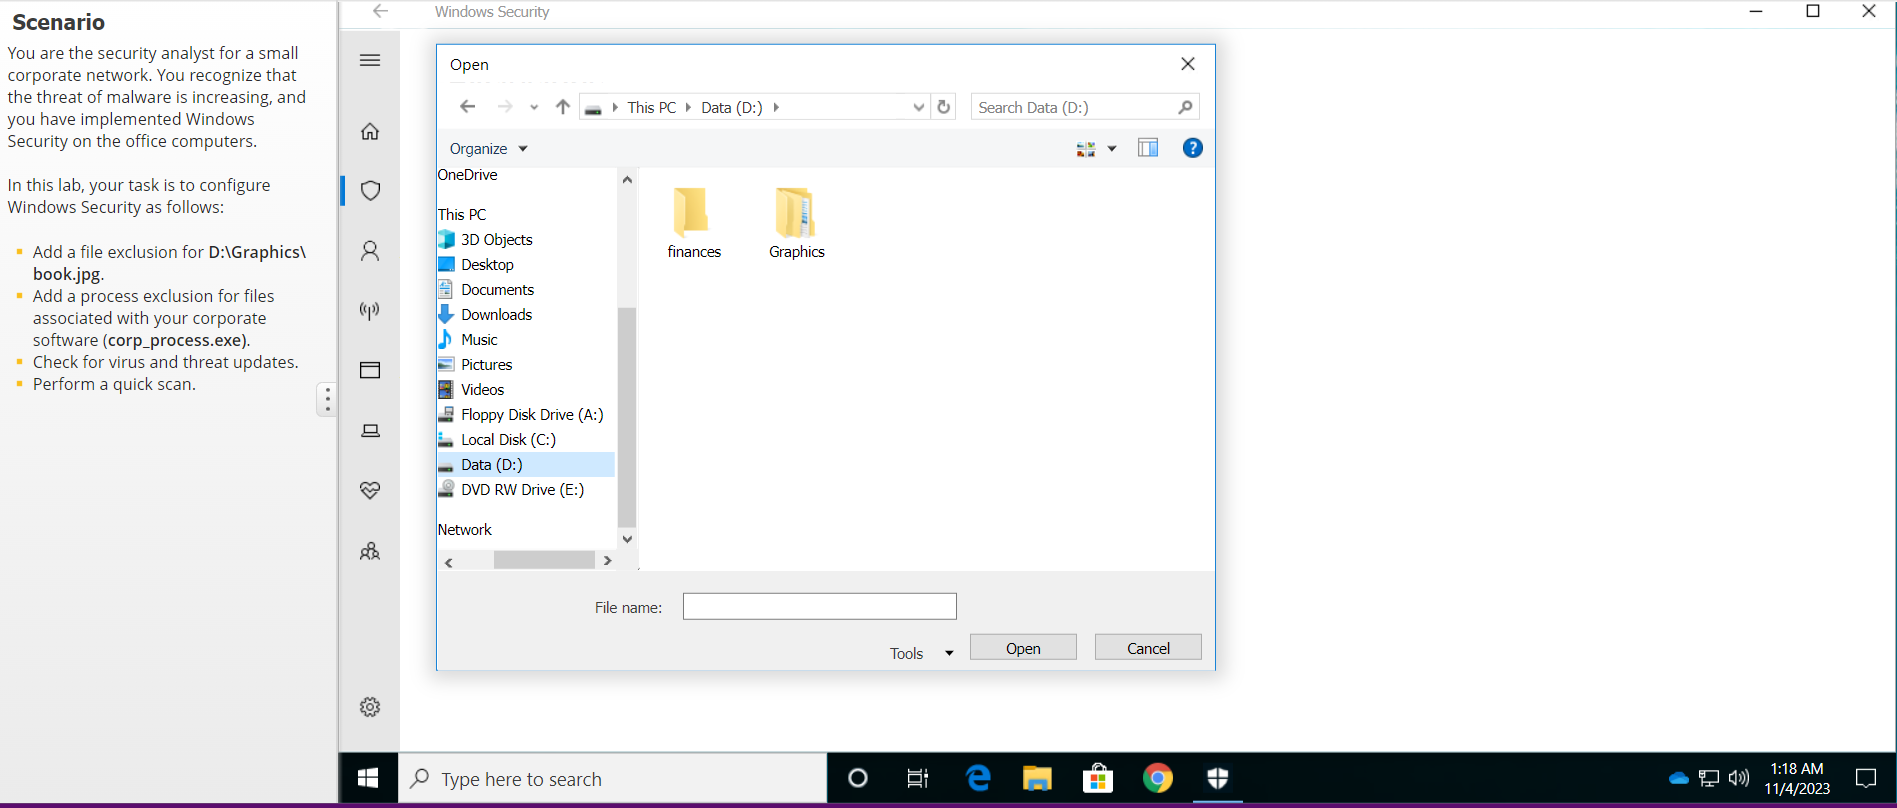 Scenario
You are the security analyst for a small
corporate network. You recognize that
the threat of malware is increasing, and
you have implemented Windows
Security on the office computers.
In this lab, your task is to configure
Windows Security as follows:
Add a file exclusion for D:\Graphics\
book.jpg.
Add a process exclusion for files
associated with your corporate
software (corp_process.exe).
Check for virus and threat updates.
Perform a quick scan.
Windows Security
Open
This PC
Data (D:)
Search Data (D:)
Organize
OneDrive
This PC
3D Objects
Desktop
Documents
Downloads
Music
Pictures
Videos
Floppy Disk Drive (A:)
Local Disk (C:)
Data (D:)
DVD RW Drive (E:)
Network
finances
Graphics
File name:
Tools
Open
Cancel
Type here to search
1:18 AM
11/4/2023